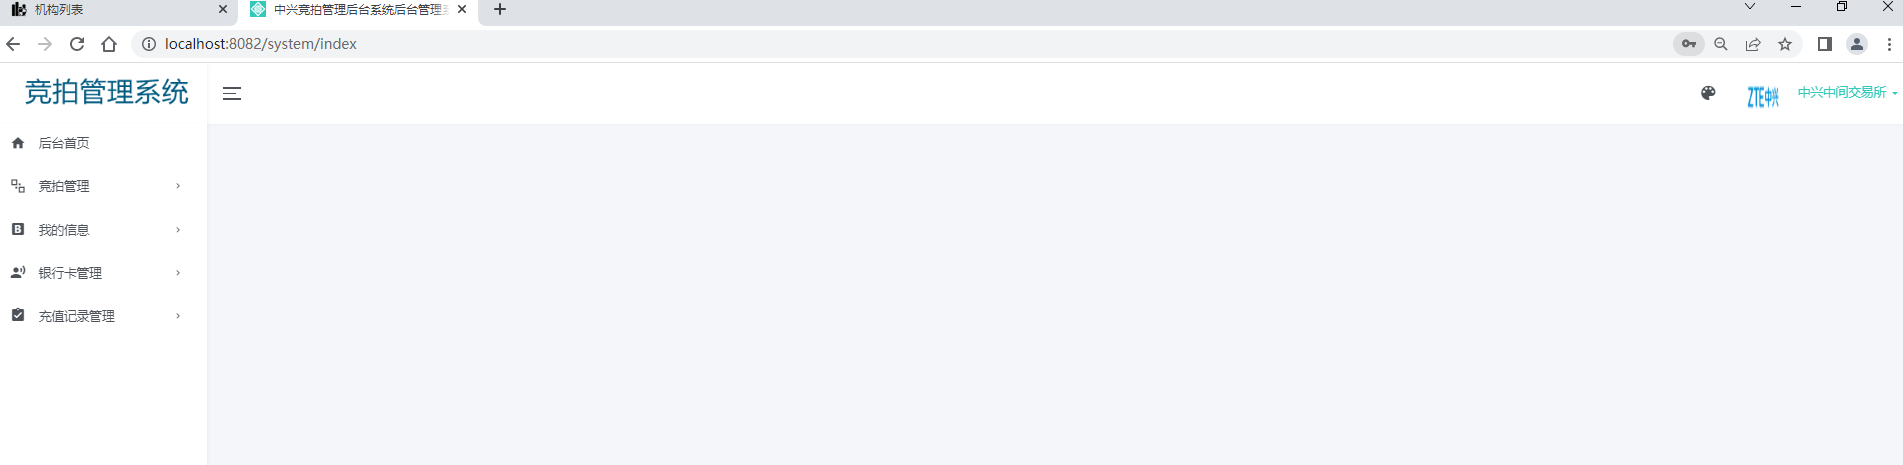 机构列表
中兴竞拍管理后台系统后台管理
localhost:8082/system/index
竞拍管理系统
ZTE中兴
中兴中间交易所
后台首页
竞拍管理
我的信息
银行卡管理
充值记录管理